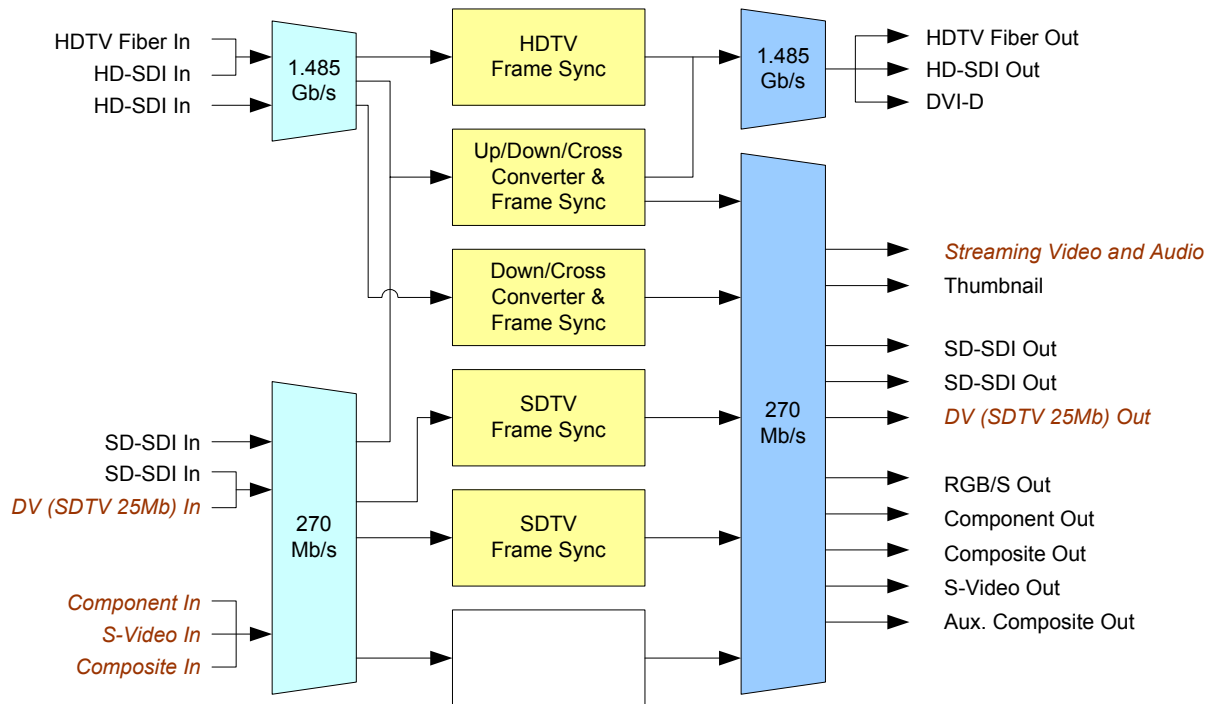 HDTV Fiber In
HD-SDI In
HD-SDI In
1.485
Gb/s
HDTV
Frame Sync
1.485
Gb/s
HDTV Fiber Out
HD-SDI Out
DVI-D
Up/Down/Cross
Converter &
Frame Sync
Down/Cross
Converter &
Frame Sync
Streaming Video and Audio
Thumbnail
SD-SDI Out
SD-SDI Out
DV (SDTV 25Mb) Out
SD-SDI In
SD-SDI In
DV (SDTV 25Mb) In
270
Mb/s
SDTV
Frame Sync
270
Mb/s
SDTV
Frame Sync
RGB/S Out
Component Out
Composite Out
S-Video Out
Aux. Composite Out
Component In
S-Video In
Composite In